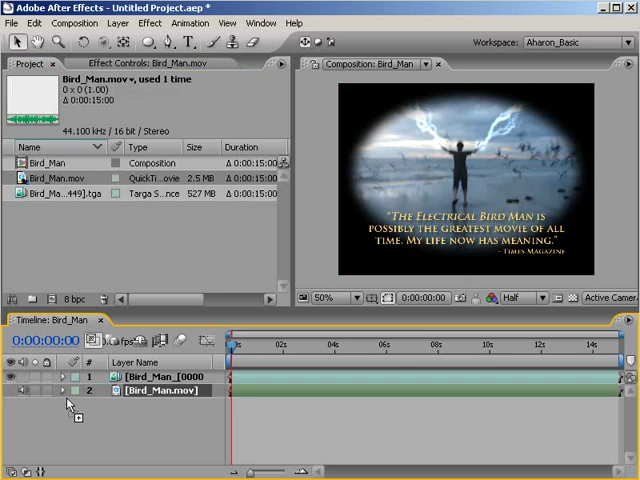 Adobe After Effects - Untitled Project.aep *
File Edit Composition Layer Effect Animation View Window Help
Workspace: Aharon_Basic
Project Effect Controls: Bird_Man.mov
Composition: Bird_Man
Bird_Man.mov, used 1 time
0 x 0 (1.00)
Δ 0:00:15:00
44.100 kHz / 16 bit / Stereo
Name Type Size Duration
Bird_Man Composition Δ 0:00:15:00
Bird_Man.mov QuickTi...ovie 2.5 MB Δ 0:00:15:00
Bird_Ma...449].tga Targa S...nce 527 MB Δ 0:00:15:00
"The Electrical Bird Man is
possibly the greatest movie of all
time. My life now has meaning."
- Times Magazine
8 bpc
50% 0:00:00:00 Half Active Camer
Timeline: Bird_Man
0:00:00:00
# Layer Name
02s 04s 06s 08s 10s 12s 14s
1 [Bird_Man_[0000
2 [Bird_Man.mov]